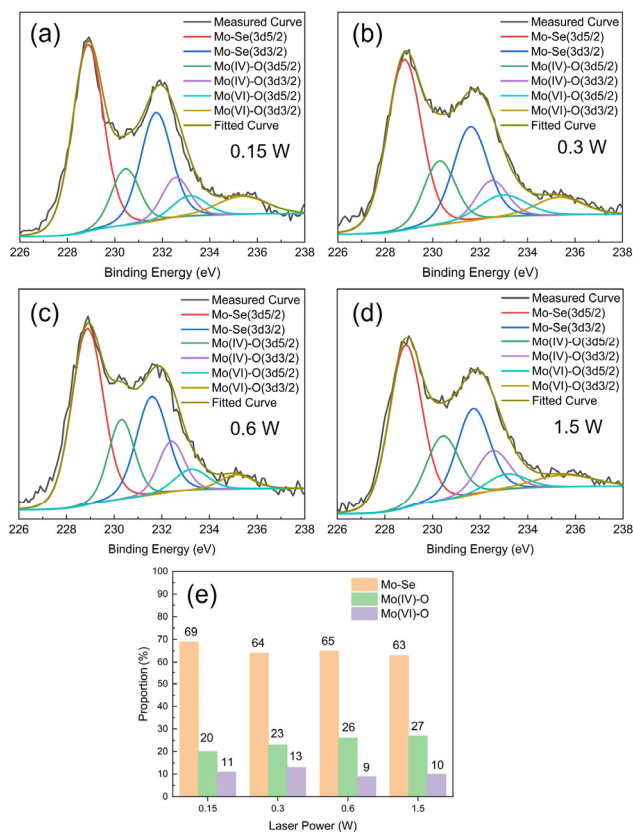 (a)
Measured Curve
Mo-Se(3d5/2)
Mo-Se(3d3/2)
Mo(IV)-O(3d5/2)
Mo(IV)-O(3d3/2)
Mo(VI)-O(3d5/2)
Mo(VI)-O(3d3/2)
Fitted Curve
0.15 W
226 228 230 232 234 236 238
Binding Energy (eV)
(b)
Measured Curve
Mo-Se(3d5/2)
Mo-Se(3d3/2)
Mo(IV)-O(3d5/2)
Mo(IV)-O(3d3/2)
Mo(VI)-O(3d5/2)
Mo(VI)-O(3d3/2)
Fitted Curve
0.3 W
226 228 230 232 234 236 238
Binding Energy (eV)
(c)
Measured Curve
Mo-Se(3d5/2)
Mo-Se(3d3/2)
Mo(IV)-O(3d5/2)
Mo(IV)-O(3d3/2)
Mo(VI)-O(3d5/2)
Mo(VI)-O(3d3/2)
Fitted Curve
0.6 W
226 228 230 232 234 236 238
Binding Energy (eV)
(d)
Measured Curve
Mo-Se(3d5/2)
Mo-Se(3d3/2)
Mo(IV)-O(3d5/2)
Mo(IV)-O(3d3/2)
Mo(VI)-O(3d5/2)
Mo(VI)-O(3d3/2)
Fitted Curve
1.5 W
226 228 230 232 234 236 238
Binding Energy (eV)
(e)
Mo-Se
Mo(IV)-O
Mo(VI)-O
Proportion (%)
100
90
80
70
60
50
40
30
20
10
0
69 20 11
64 23 13
65 26 9
63 27 10
0.15 0.3 0.6 1.5
Laser Power (W)